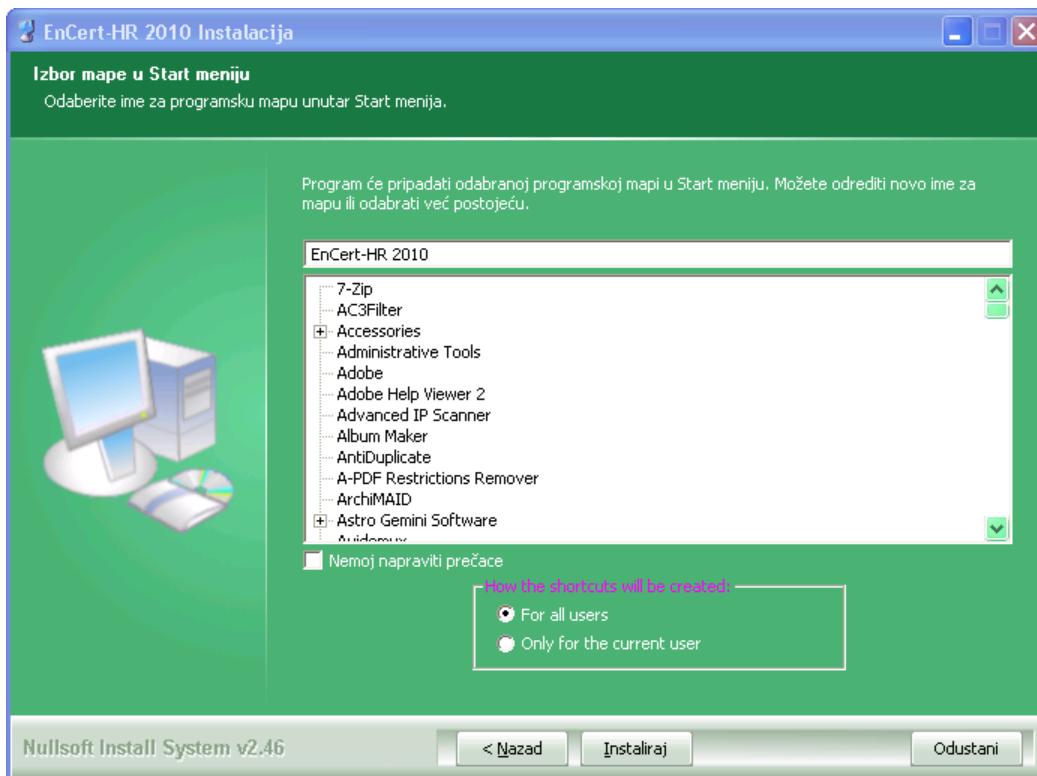 EnCert-HR 2010 Instalacija
Izbor mape u Start meniju
Odaberite ime za programsku mapu unutar Start menija.
Program će pripadati odabranoj programskoj mapi u Start meniju. Možete odrediti novo ime za
mapu ili odabrati već postojeću.
EnCert-HR 2010
7-Zip
AC3Filter
Accessories
Administrative Tools
Adobe
Adobe Help Viewer 2
Advanced IP Scanner
Album Maker
AntiDuplicate
A-PDF Restrictions Remover
ArchiMAID
Astro Gemini Software
Avidemux
Nemoj napraviti prečace
How the shortcuts will be created:
For all users
Only for the current user
Nullsoft Install System v2.46
< Nazad
Instaliraj
Odustani